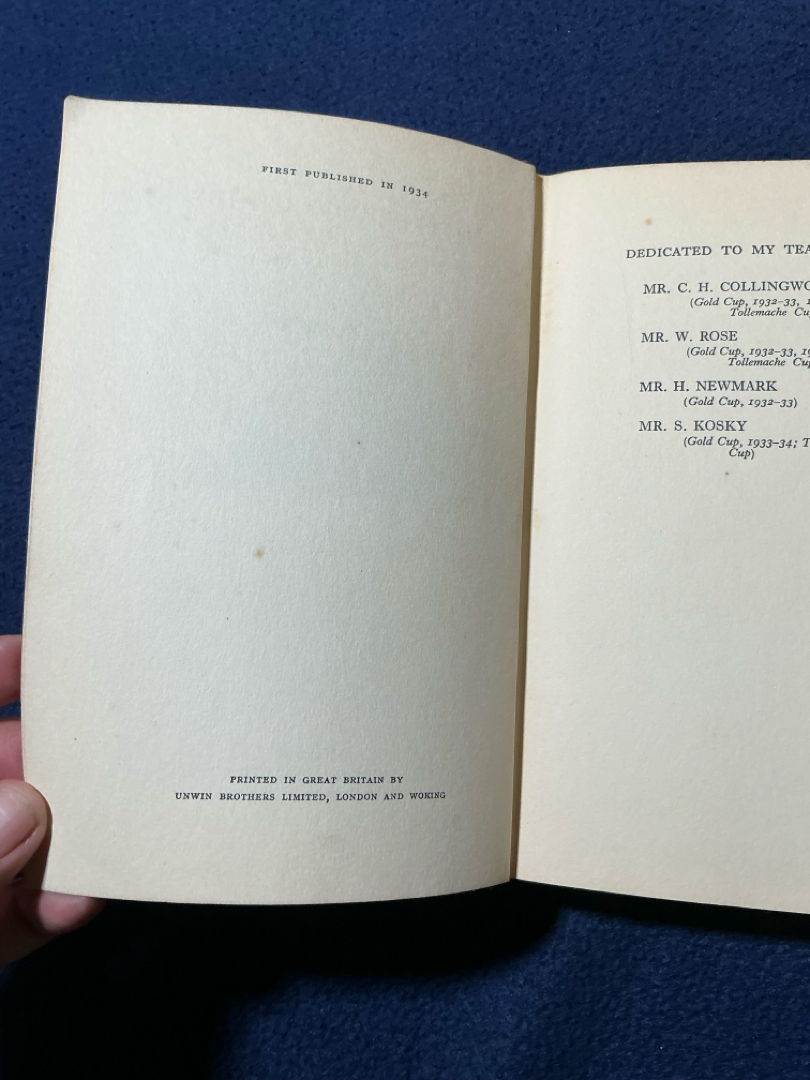 FIRST PUBLISHED IN 1934
PRINTED IN GREAT BRITAIN BY
UNWIN BROTHERS LIMITED, LONDON AND WOKING
DEDICATED TO MY
MR. C. H.
(Gold Cup, 1932–33,
Tollemache
MR. W. ROSE
(Gold Cup, 1932–33,
Tollemache Cup
MR. H. NEWMARK
(Gold Cup, 1932–33)
MR. S. KOSKY
(Gold Cup, 1933–34;
Cup)